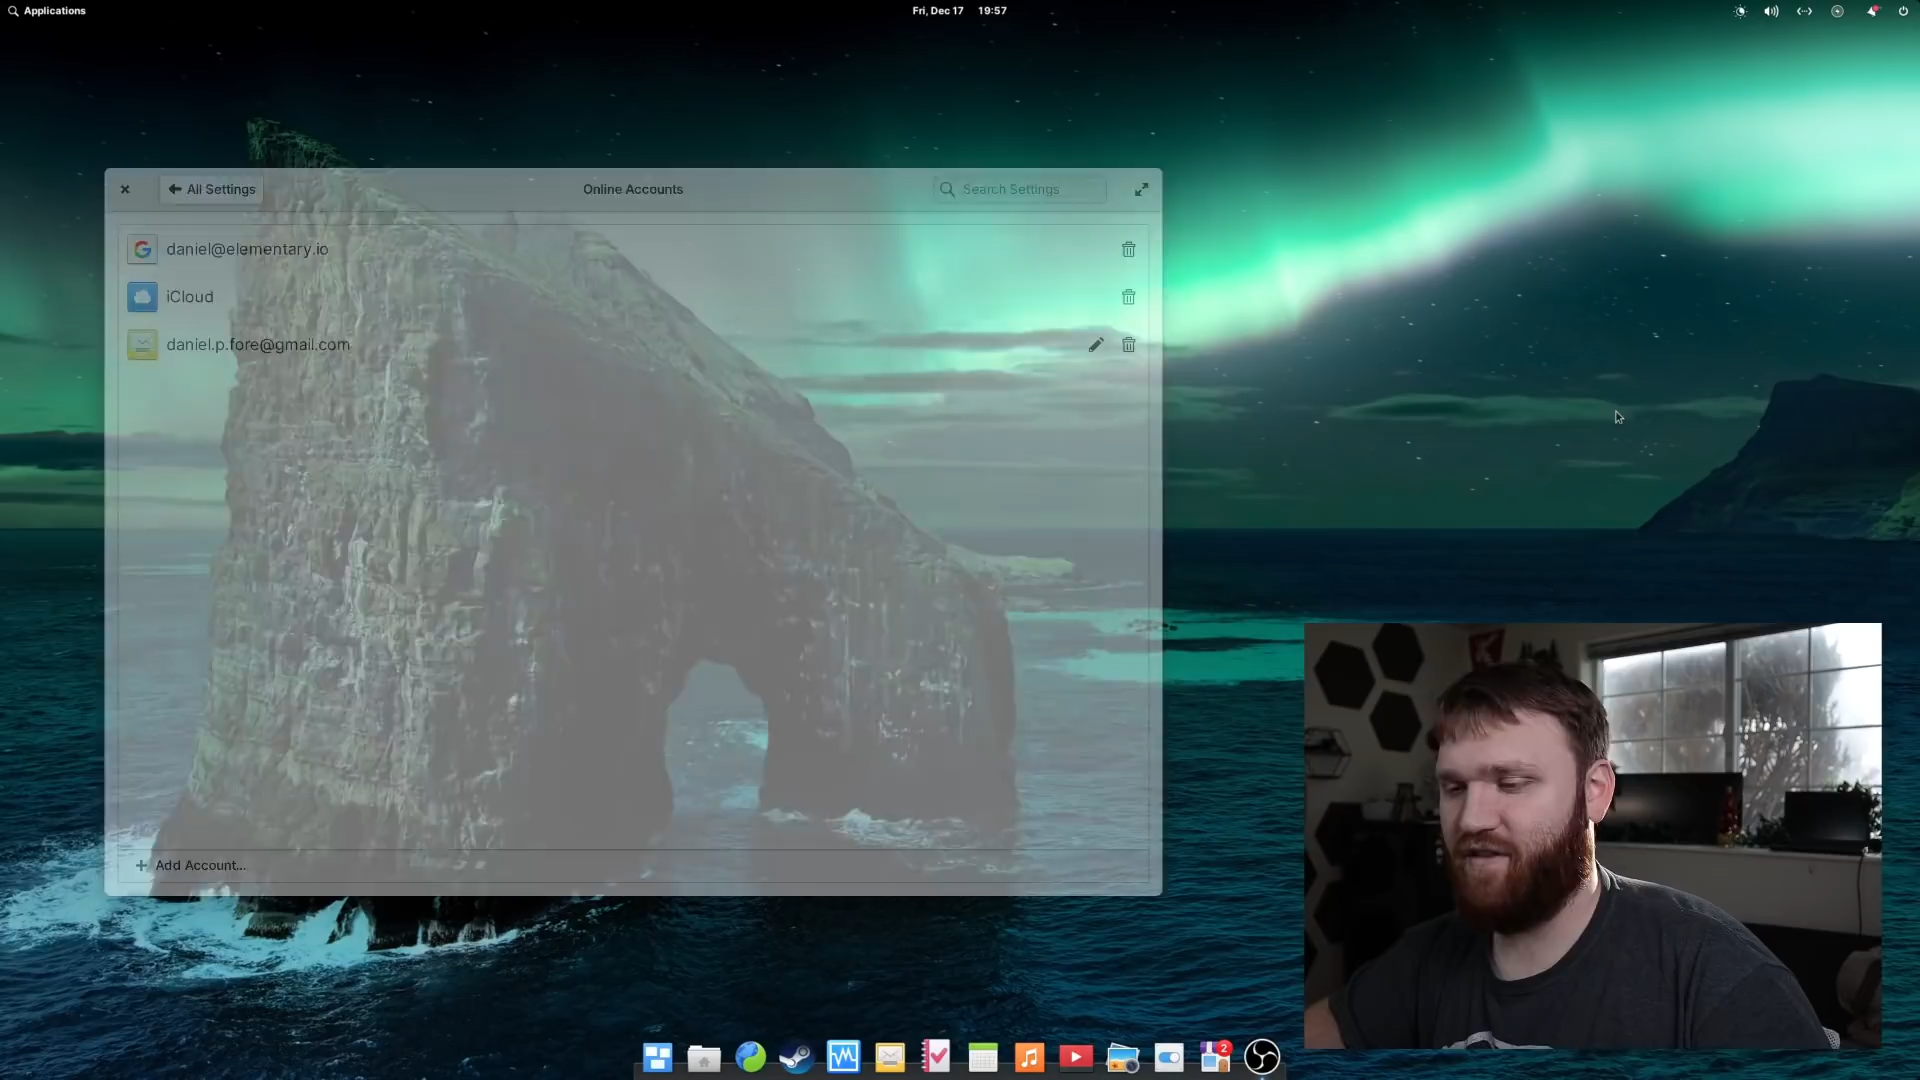 Applications
Fri, Dec 17 19:57
All Settings
Online Accounts
Search Settings
daniel@elementary.io
iCloud
daniel.p.fore@gmail.com
Add Account...
2